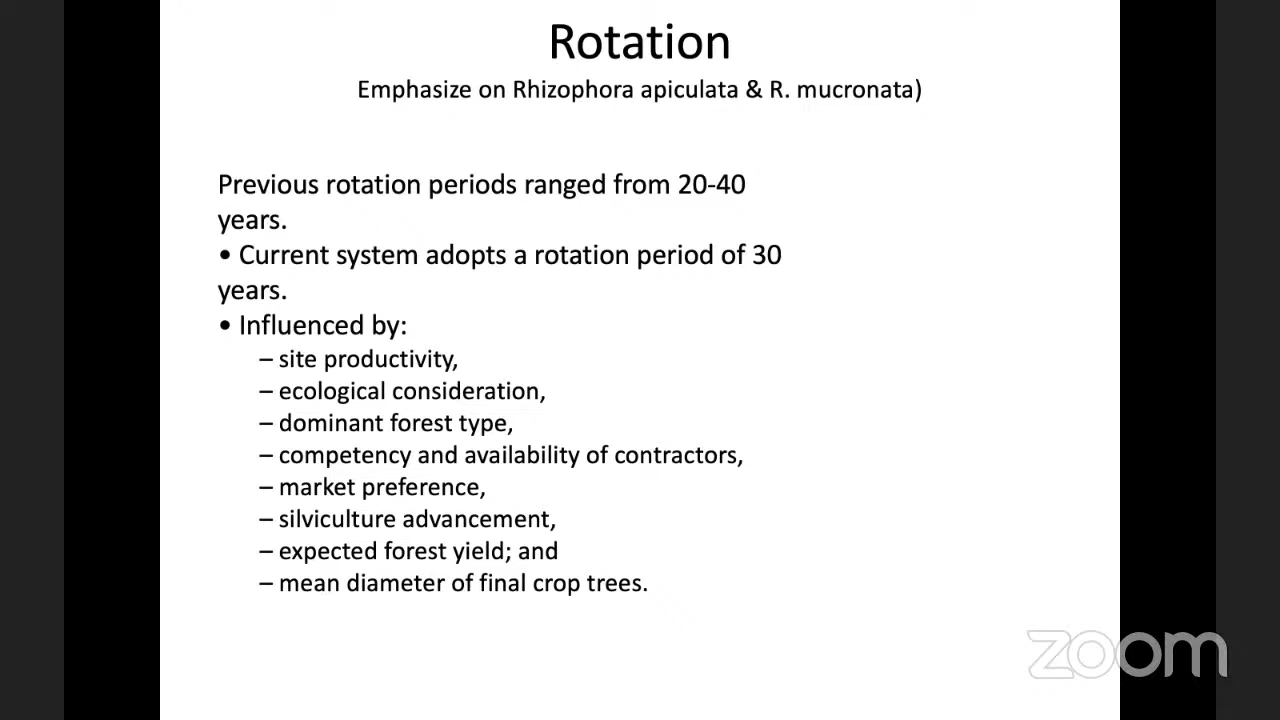 Rotation
Emphasize on Rhizophora apiculata & R. mucronata)
Previous rotation periods ranged from 20-40
years.
• Current system adopts a rotation period of 30
years.
• Influenced by:
– site productivity,
– ecological consideration,
– dominant forest type,
– competency and availability of contractors,
– market preference,
– silviculture advancement,
– expected forest yield; and
– mean diameter of final crop trees.
zoom